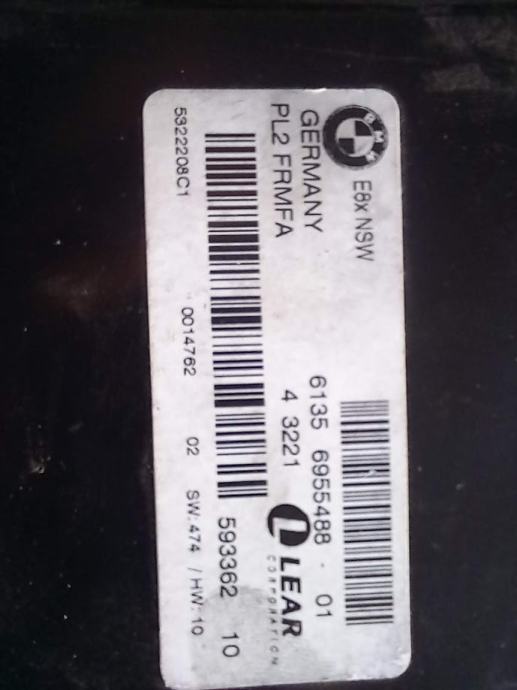 BMW
E8x NSW
GERMANY
PL2 FRMFA
6135 6955488 - 01
4 3221
LEAR
CORPORATION
593362 10
5322208C1 0014762 02 SW:474 / HW:10